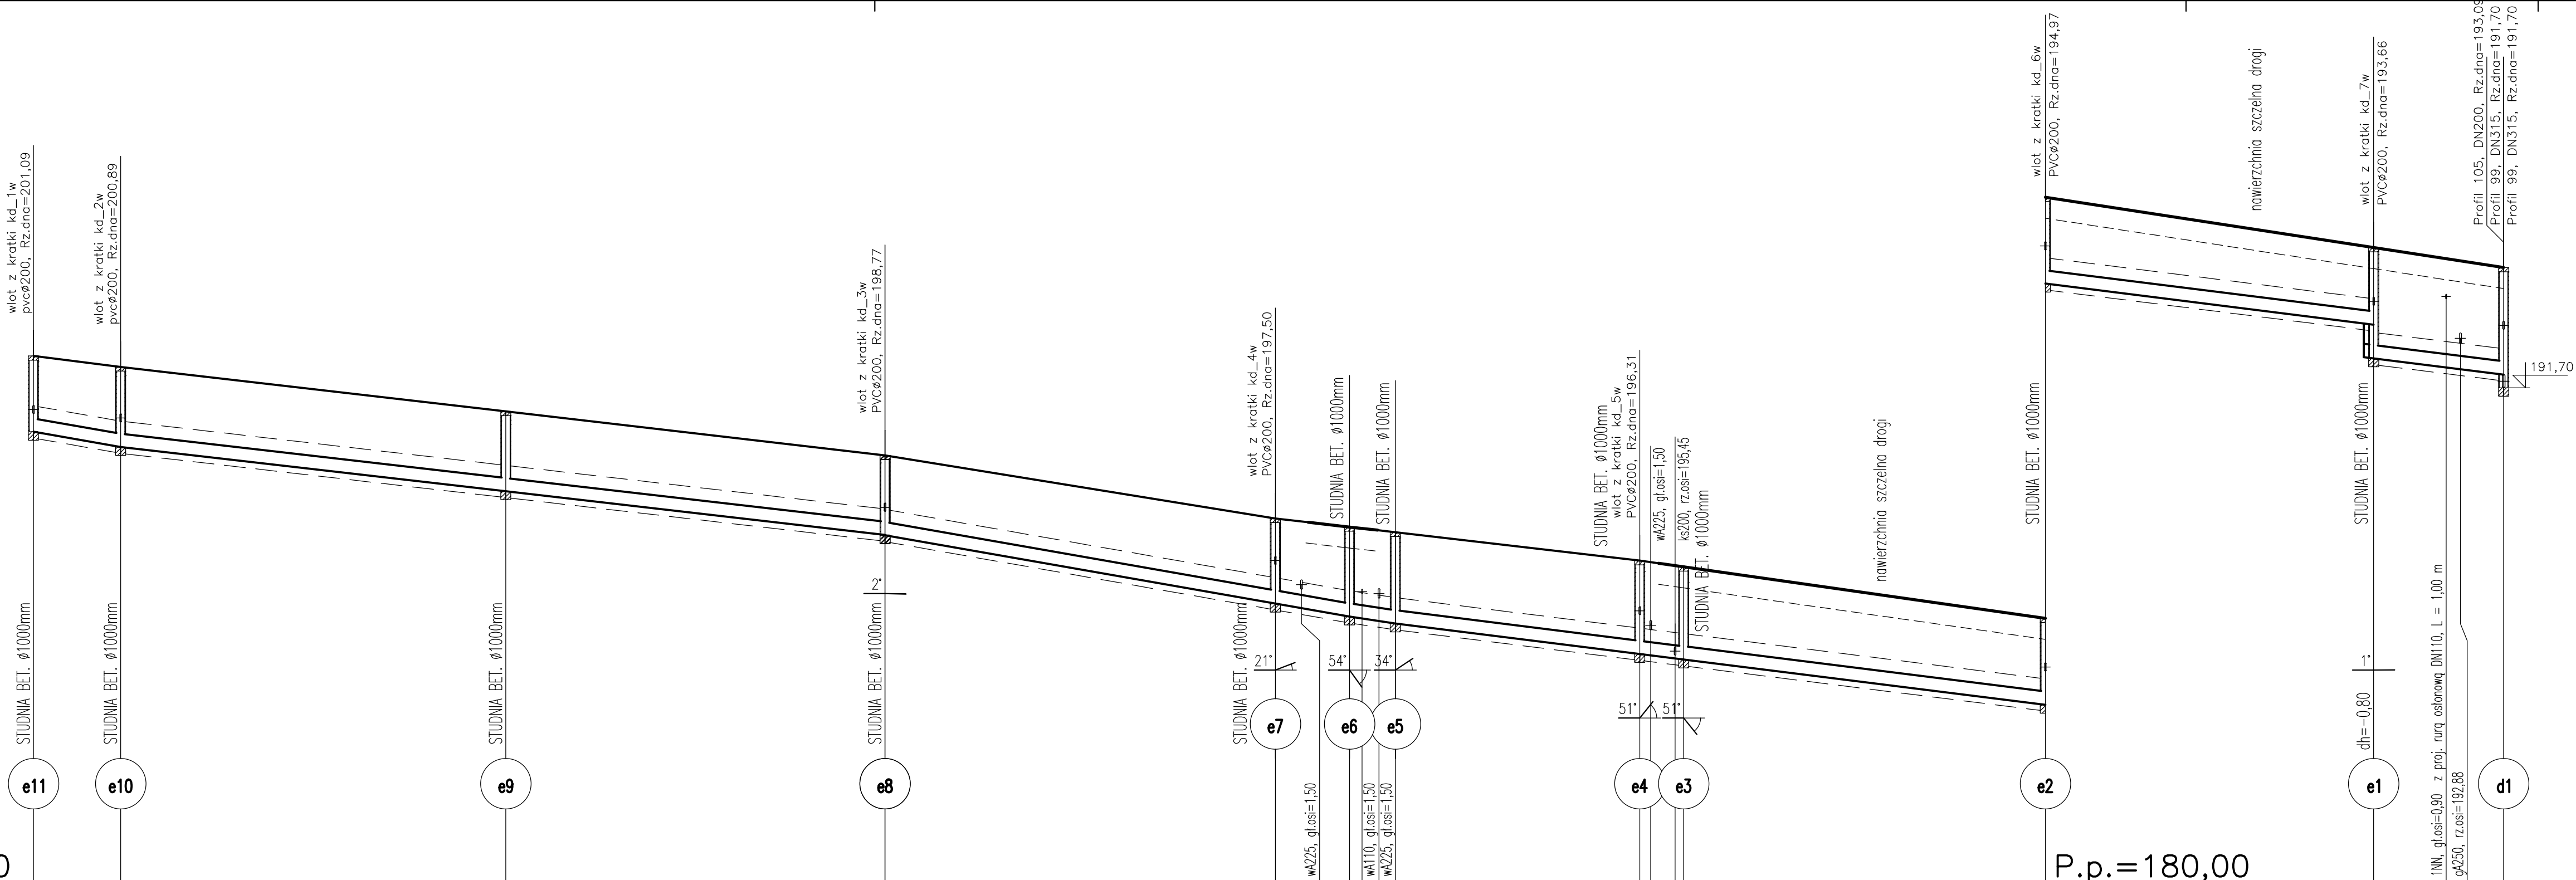 wlot z kratki kd_1w
pvcø200, Rz.dna=201,09
wlot z kratki kd_2w
pvcø200, Rz.dna=200,89
wlot z kratki kd_3w
PVCø200, Rz.dna=198,77
wlot z kratki kd_4w
PVCø200, Rz.dna=197,50
STUDNIA BET. ø1000mm
STUDNIA BET. ø1000mm
STUDNIA BET. ø1000mm
wlot z kratki kd_5w
PVCø200, Rz.dna=196,31
wA225, gł.osi=1,50
ks200, rz.osi=195,45
STUDNIA BET. ø1000mm
nawierzchnia szczelna drogi
wlot z kratki kd_6w
PVCø200, Rz.dna=194,97
nawierzchnia szczelna drogi
wlot z kratki kd_7w
PVCø200, Rz.dna=193,66
Profil 105, DN200, Rz.dna=193,09
Profil 99, DN315, Rz.dna=191,70
Profil 99, DN315, Rz.dna=191,70
191,70
STUDNIA BET. ø1000mm
STUDNIA BET. ø1000mm
STUDNIA BET. ø1000mm
STUDNIA BET. ø1000mm
STUDNIA BET. ø1000mm
STUDNIA BET. ø1000mm
STUDNIA BET. ø1000mm
2°
21°
54°
34°
51°
51°
1°
dh=-0,80
e11
e10
e9
e8
e7
e6
e5
e4
e3
e2
e1
d1
wA225, gł.osi=1,50
wA110, gł.osi=1,50
wA225, gł.osi=1,50
1NN, gł.osi=0,90 z proj. rurą osłonową DN110, L = 1,00 m
gA250, rz.osi=192,88
0
P.p.=180,00